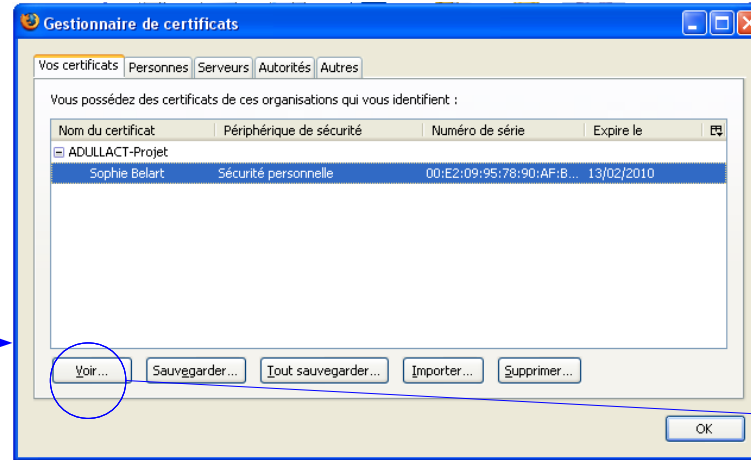 Gestionnaire de certificats
Vos certificats Personnes Serveurs Autorités Autres
Vous possédez des certificats de ces organisations qui vous identifient :
Nom du certificat Périphérique de sécurité Numéro de série Expire le
ADULLACT-Projet
Sophie Belart Sécurité personnelle 00:E2:09:95:78:90:AF:B... 13/02/2010
Voir... Sauvegarder... Tout sauvegarder... Importer... Supprimer...
OK